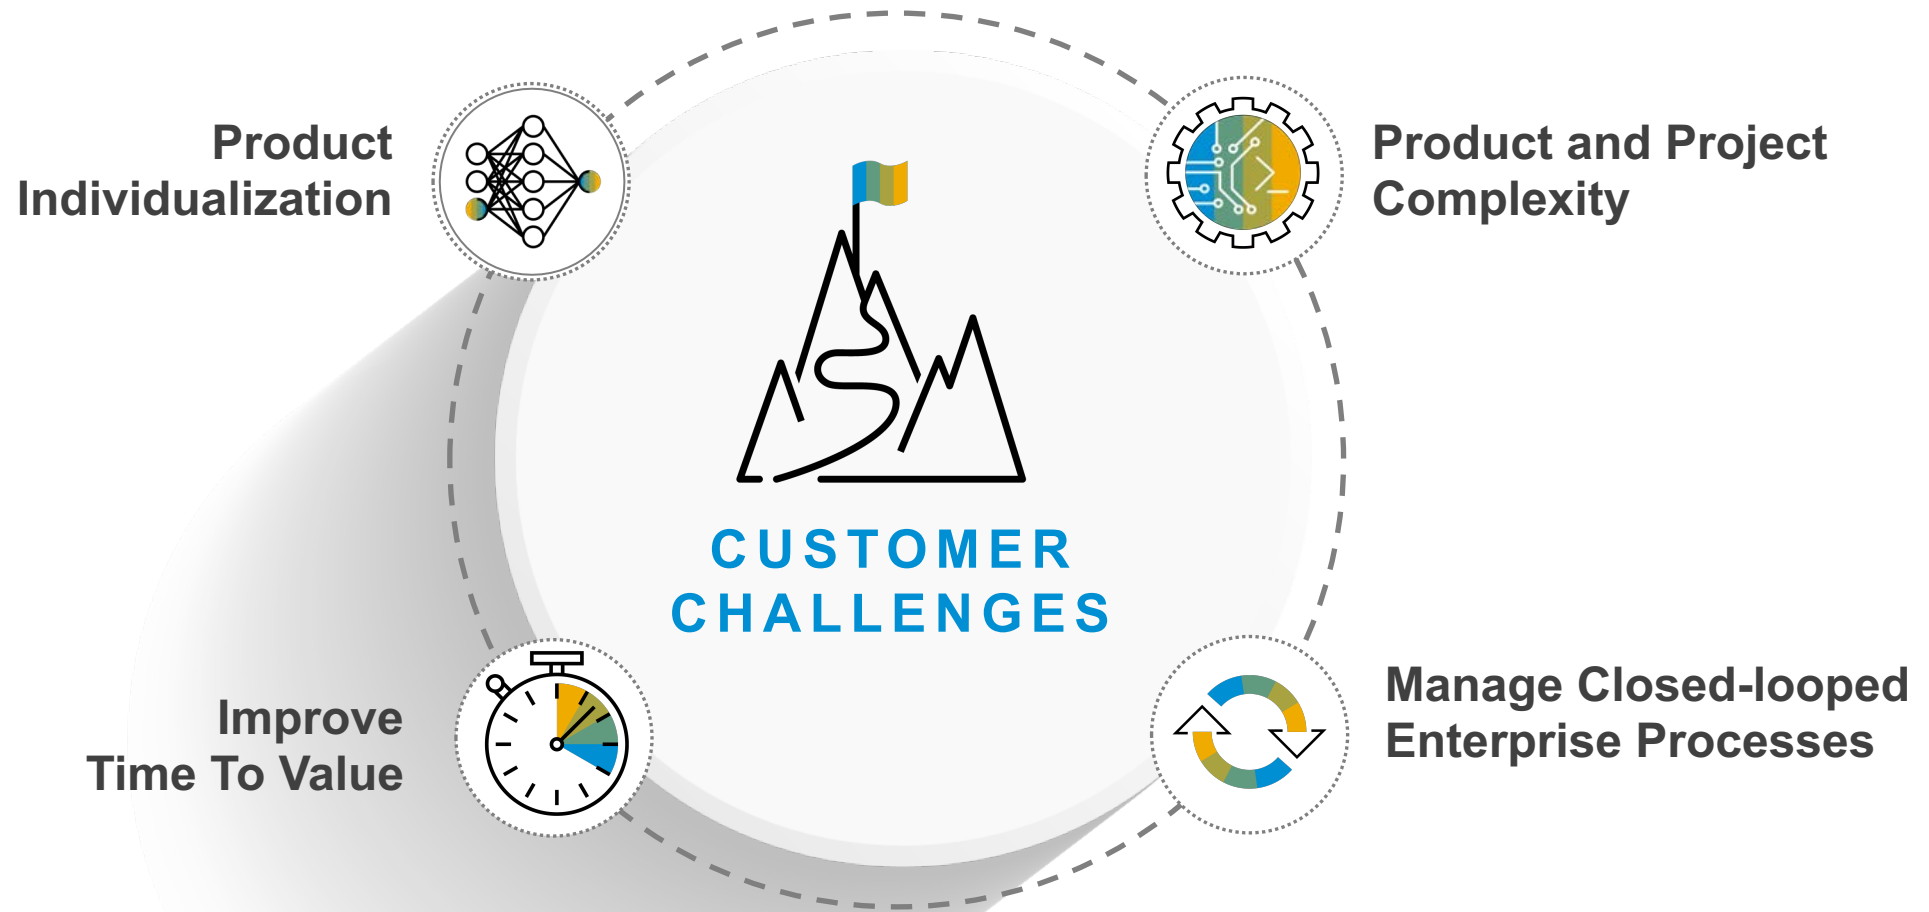 Product
Individualization
Product and Project
Complexity
CUSTOMER
CHALLENGES
Improve
Time To Value
Manage Closed-looped
Enterprise Processes